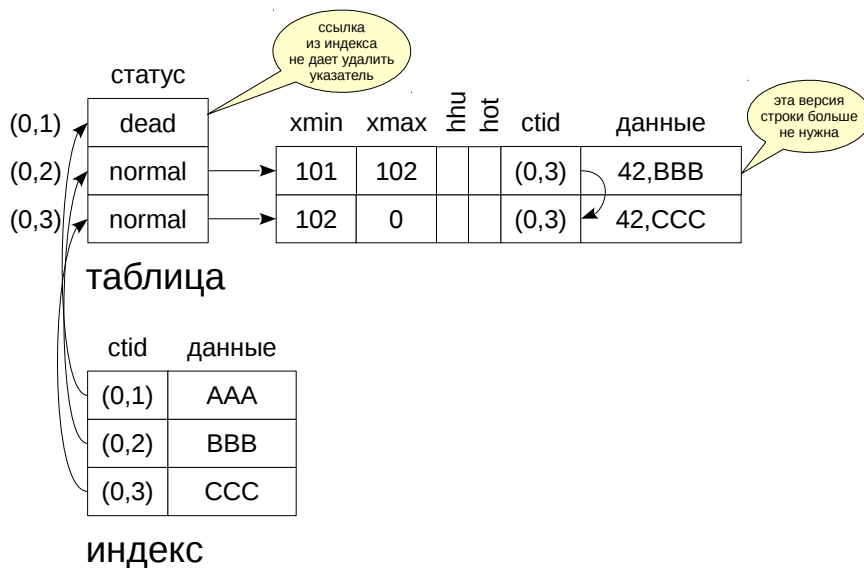 ссылка
из индекса
не дает удалить
указатель
статус
эта версия
строки больше
не нужна
xmin xmax hhu hot ctid данные
(0,1) dead
(0,2) normal 101 102 (0,3) 42,BBB
(0,3) normal 102 0 (0,3) 42,CCC
таблица
ctid данные
(0,1) AAA
(0,2) BBB
(0,3) CCC
индекс